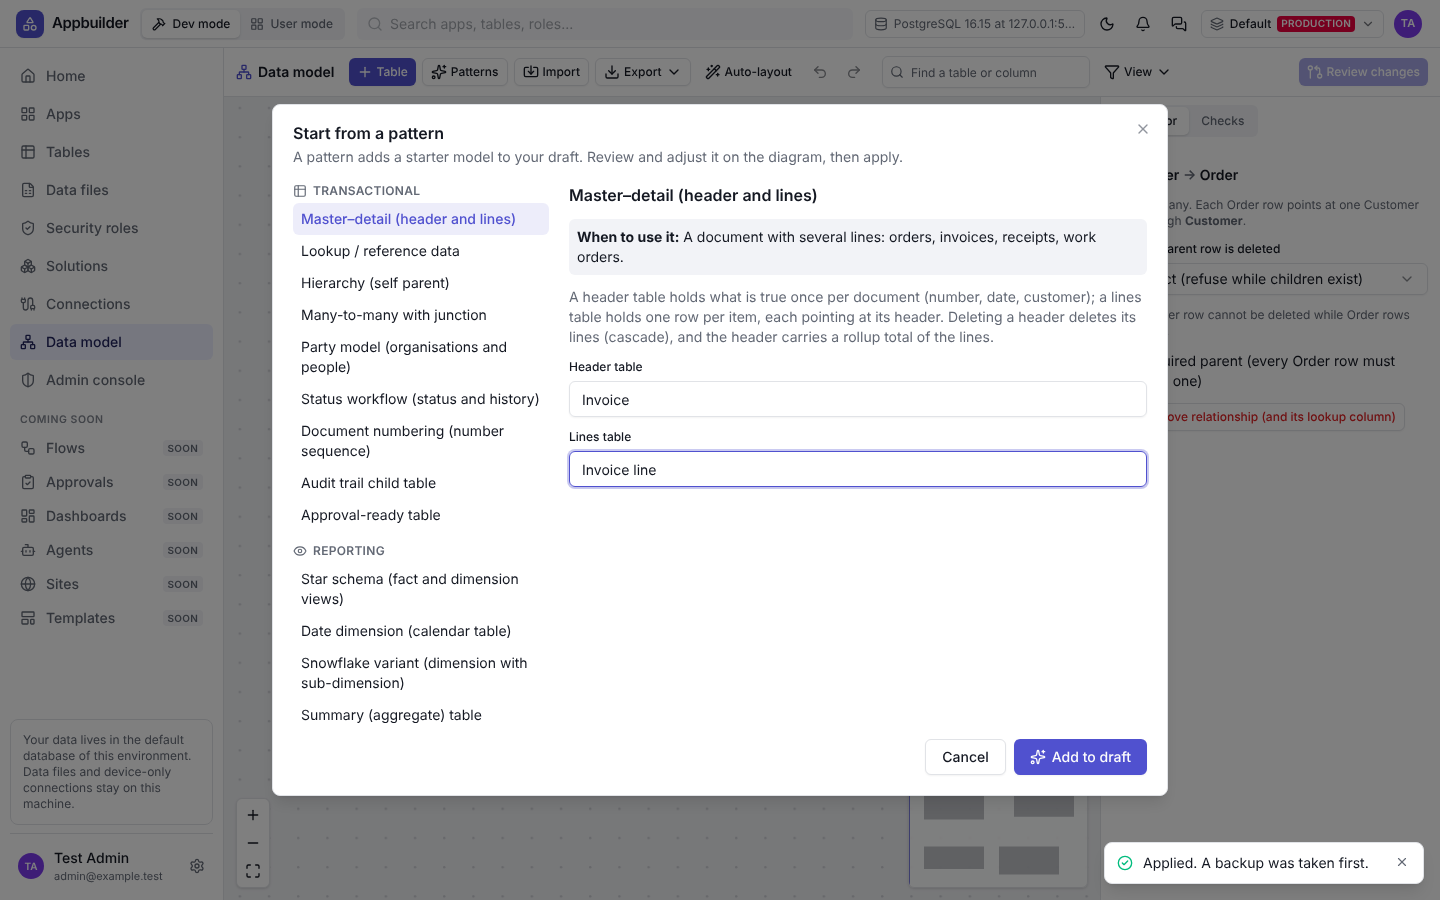 Appbuilder
Dev mode
User mode
Search apps, tables, roles...
PostgreSQL 16.15 at 127.0.0.1:5...
Default PRODUCTION
TA
Home
Apps
Tables
Data files
Security roles
Solutions
Connections
Data model
Admin console
COMING SOON
Flows SOON
Approvals SOON
Dashboards SOON
Agents SOON
Sites SOON
Templates SOON
Your data lives in the default
database of this environment.
Data files and device-only
connections stay on this
machine.
TA
Test Admin
admin@example.test
Data model
Table
Patterns
Import
Export
Auto-layout
Find a table or column
View
Review changes
Start from a pattern
A pattern adds a starter model to your draft. Review and adjust it on the diagram, then apply.
TRANSACTIONAL
Master–detail (header and lines)
Lookup / reference data
Hierarchy (self parent)
Many-to-many with junction
Party model (organisations and
people)
Status workflow (status and history)
Document numbering (number
sequence)
Audit trail child table
Approval-ready table
REPORTING
Star schema (fact and dimension
views)
Date dimension (calendar table)
Snowflake variant (dimension with
sub-dimension)
Summary (aggregate) table
Master–detail (header and lines)
When to use it: A document with several lines: orders, invoices, receipts, work
orders.
A header table holds what is true once per document (number, date, customer); a lines
table holds one row per item, each pointing at its header. Deleting a header deletes its
lines (cascade), and the header carries a rollup total of the lines.
Header table
Invoice
Lines table
Invoice line
Cancel
Add to draft
Checks
→ Order
Each Order row points at one Customer
Customer.
row is deleted
(refuse while children exist)
row cannot be deleted while Order rows
parent (every Order row must
one)
relationship (and its lookup column)
Applied. A backup was taken first.